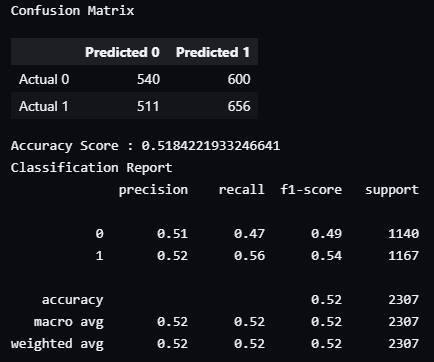 Confusion Matrix
Predicted 0 Predicted 1
Actual 0 540 600
Actual 1 511 656
Accuracy Score : 0.5184221933246641
Classification Report
precision recall f1-score support
0 0.51 0.47 0.49 1140
1 0.52 0.56 0.54 1167
accuracy 0.52 2307
macro avg 0.52 0.52 0.52 2307
weighted avg 0.52 0.52 0.52 2307